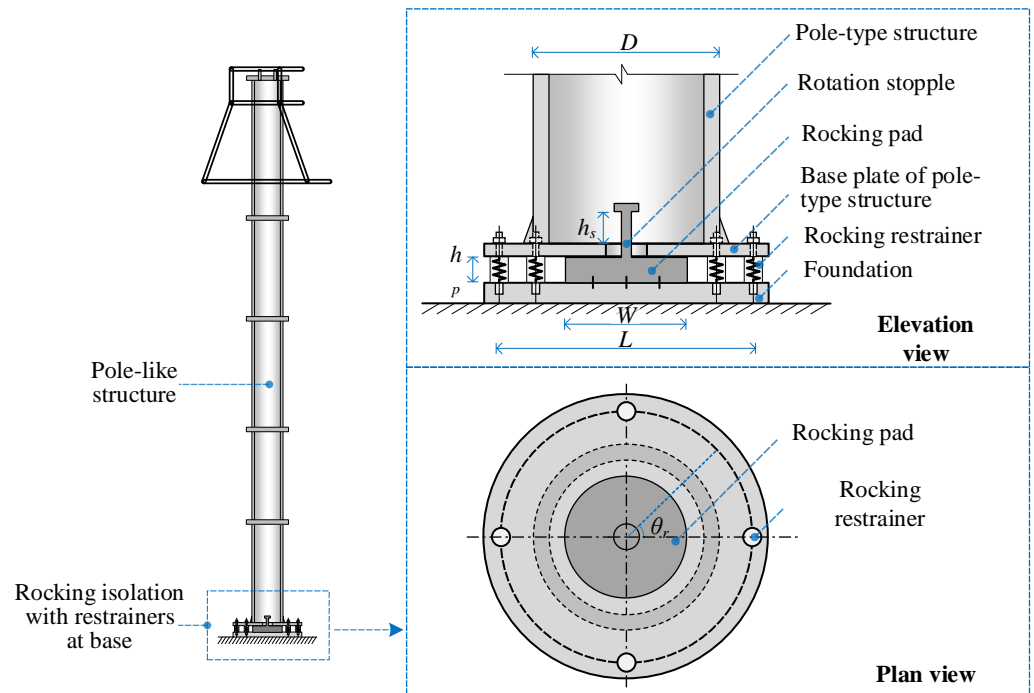 Pole-like
structure
Rocking isolation
with restrainers
at base
D
Pole-type structure
Rotation stopple
Rocking pad
Base plate of pole-
type structure
Rocking restrainer
Foundation
h_s
h
p
W
L
Elevation
view
Rocking pad
Rocking
restrainer
θ_r
Plan view